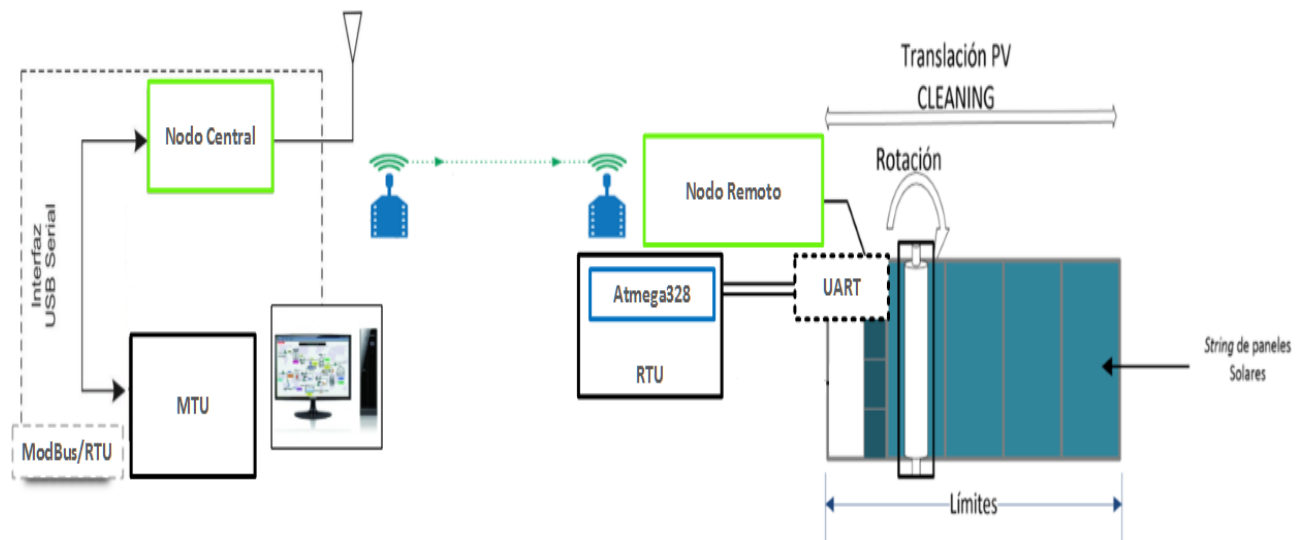 Translación PV
CLEANING
Nodo Central
Rotación
Nodo Remoto
Interfaz
USB Serial
Atmega328
UART
RTU
MTU
ModBus/RTU
String de paneles
Solares
Límites